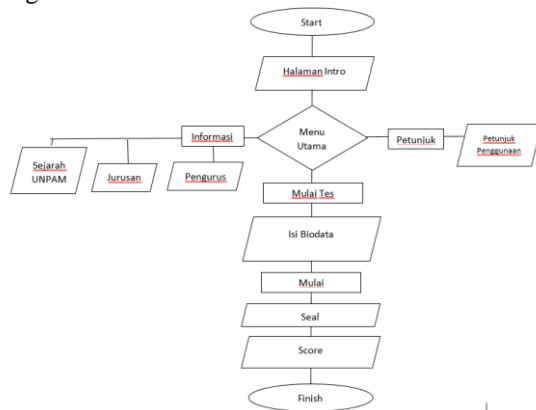 Start
Halaman Intro
Menu
Utama
Informasi
Petunjuk
Petunjuk
Penggunaan
Sejarah
UNPAM
Jurusan
Pengurus
Mulai Tes
Isi Biodata
Mulai
Seal
Score
Finish